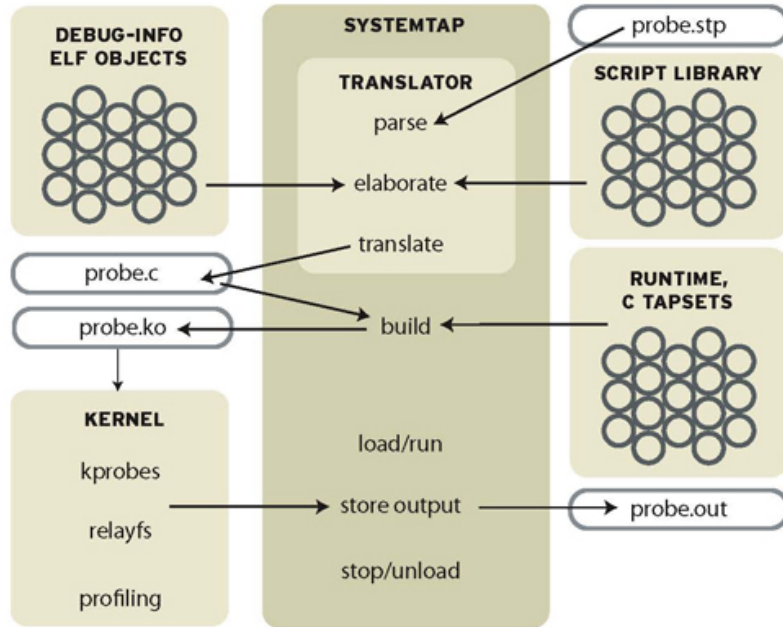 DEBUG-INFO
ELF OBJECTS
SYSTEMTAP
probe.stp
TRANSLATOR
SCRIPT LIBRARY
parse
elaborate
translate
probe.c
RUNTIME,
C TAPSETS
probe.ko
build
KERNEL
load/run
kprobes
store output
probe.out
relayfs
stop/unload
profiling